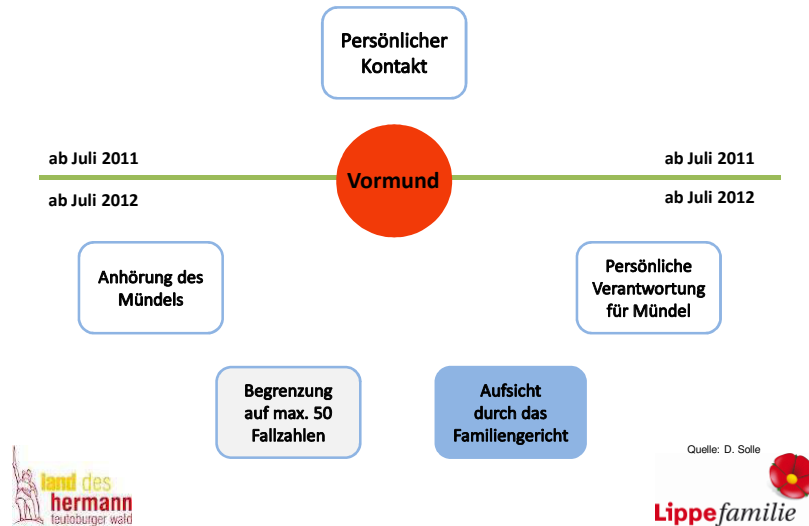 Persönlicher
Kontakt
ab Juli 2011
ab Juli 2011
Vormund
ab Juli 2012
ab Juli 2012
Anhörung des
Mündels
Persönliche
Verantwortung
für Mündel
Begrenzung
auf max. 50
Fallzahlen
Aufsicht
durch das
Familiengericht
Quelle: D. Solle
land des
hermann
teutoburger wald
Lippefamilie